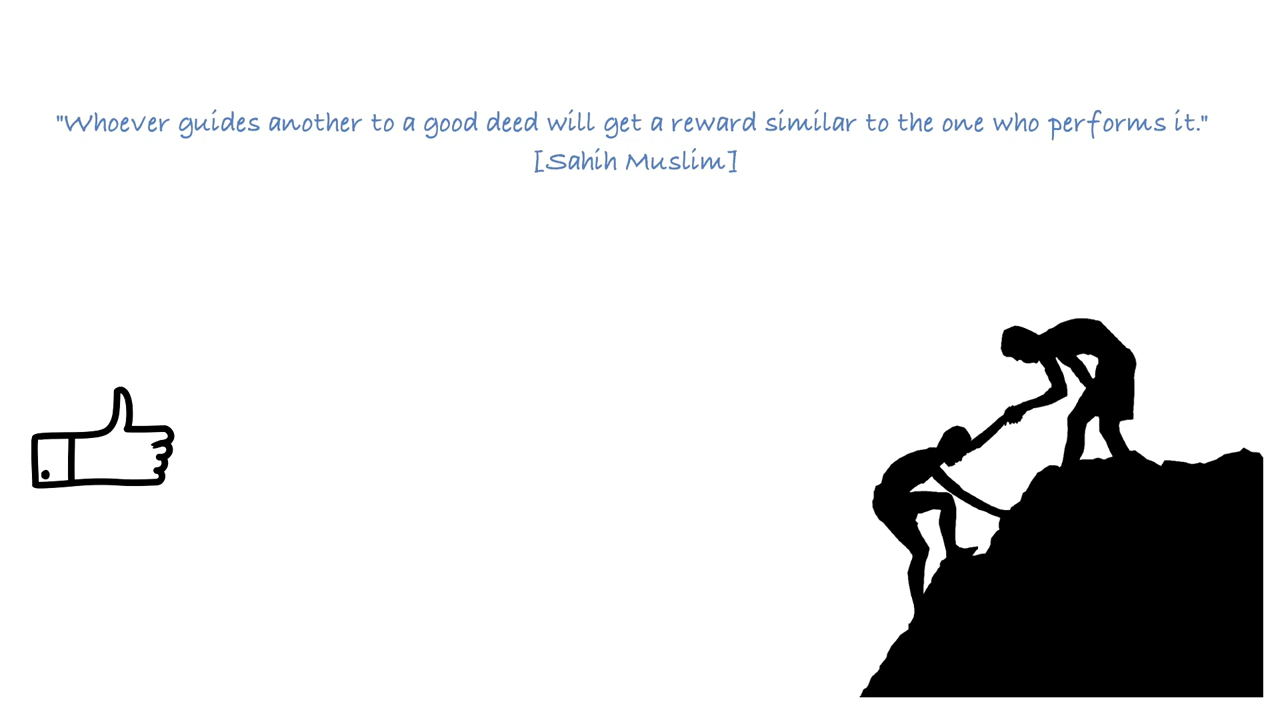 "Whoever guides another to a good deed will get a reward similar to the one who performs it."
[Sahih Muslim]